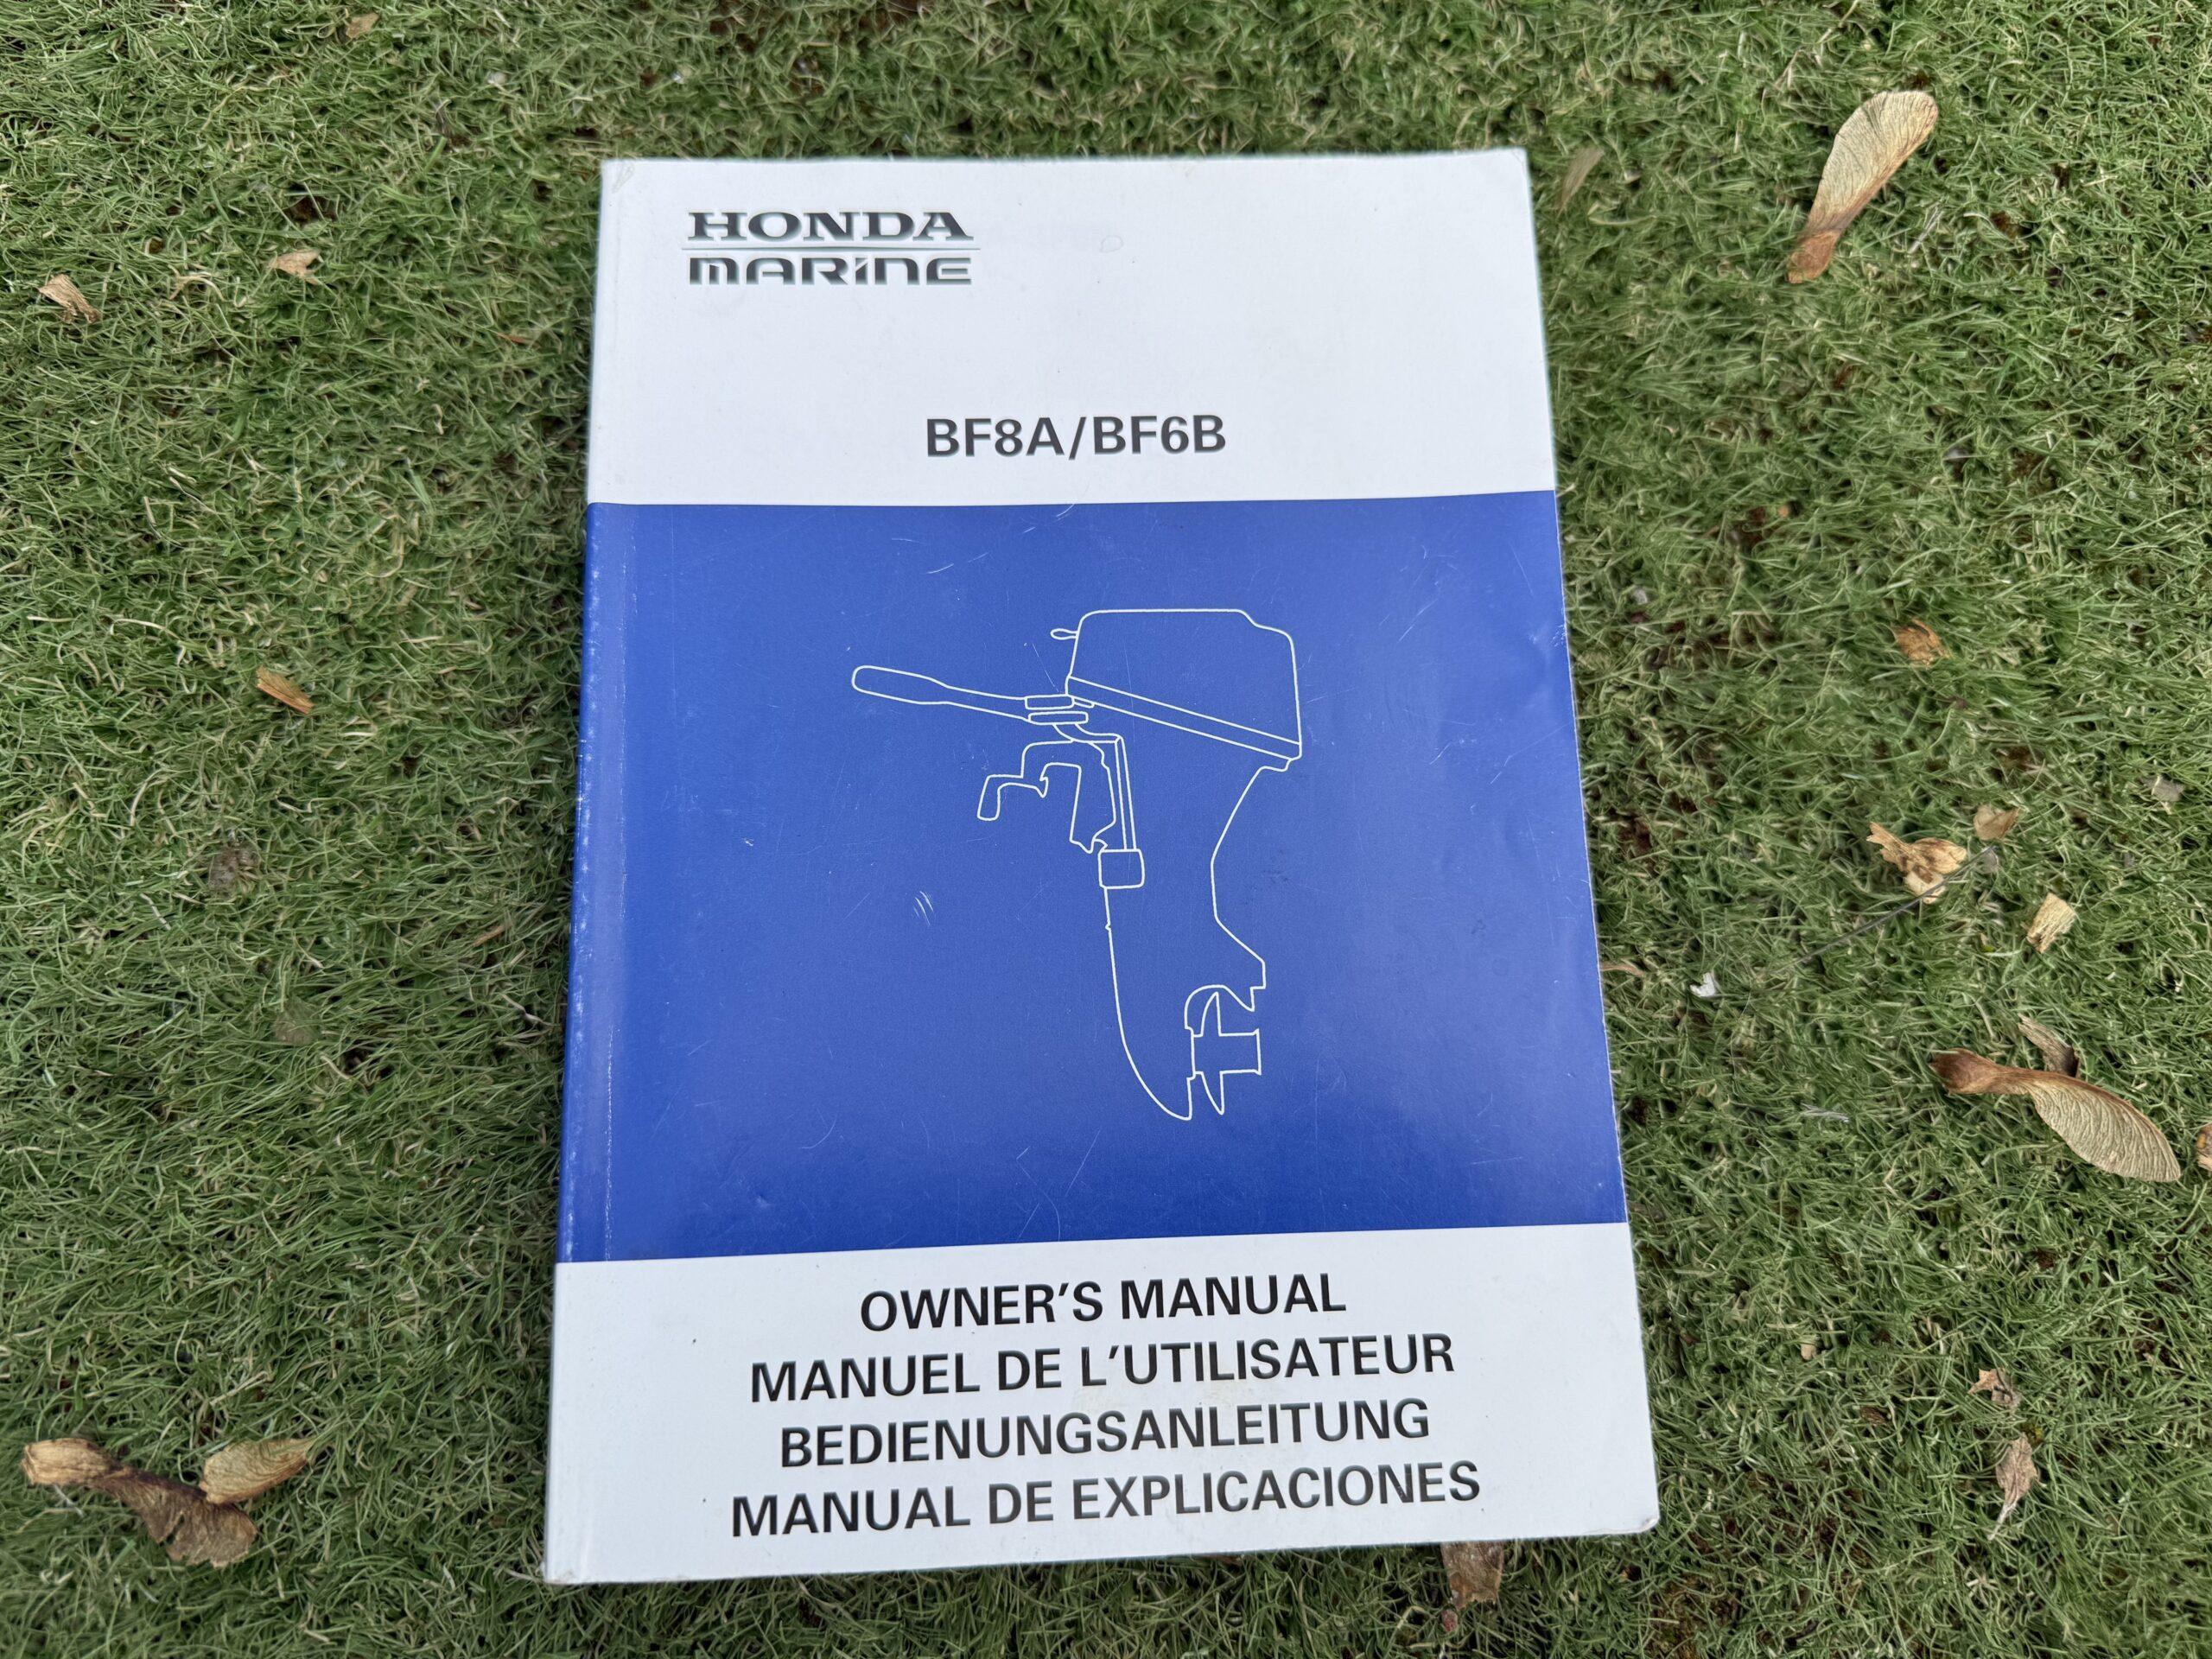 HONDA
MARINE
BF8A/BF6B
OWNER'S MANUAL
MANUEL DE L'UTILISATEUR
BEDIENUNGSANLEITUNG
MANUAL DE EXPLICACIONES